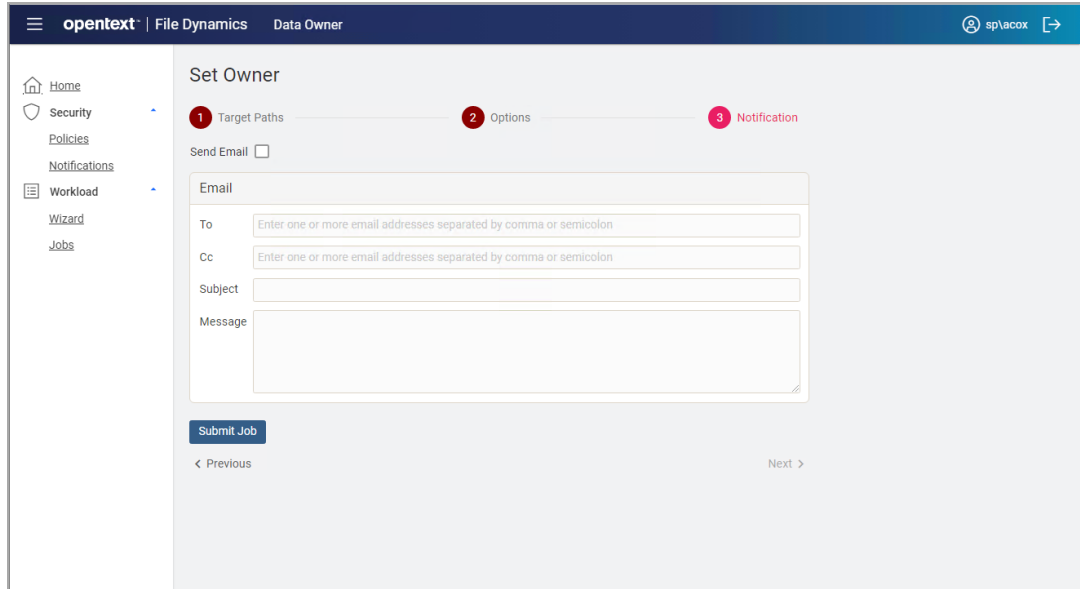 opentext™ | File Dynamics Data Owner sp\acox
Home
Security
Policies
Notifications
Workload
Wizard
Jobs
Set Owner
1 Target Paths 2 Options 3 Notification
Send Email
Email
To Enter one or more email addresses separated by comma or semicolon
Cc Enter one or more email addresses separated by comma or semicolon
Subject
Message
Submit Job
Previous Next